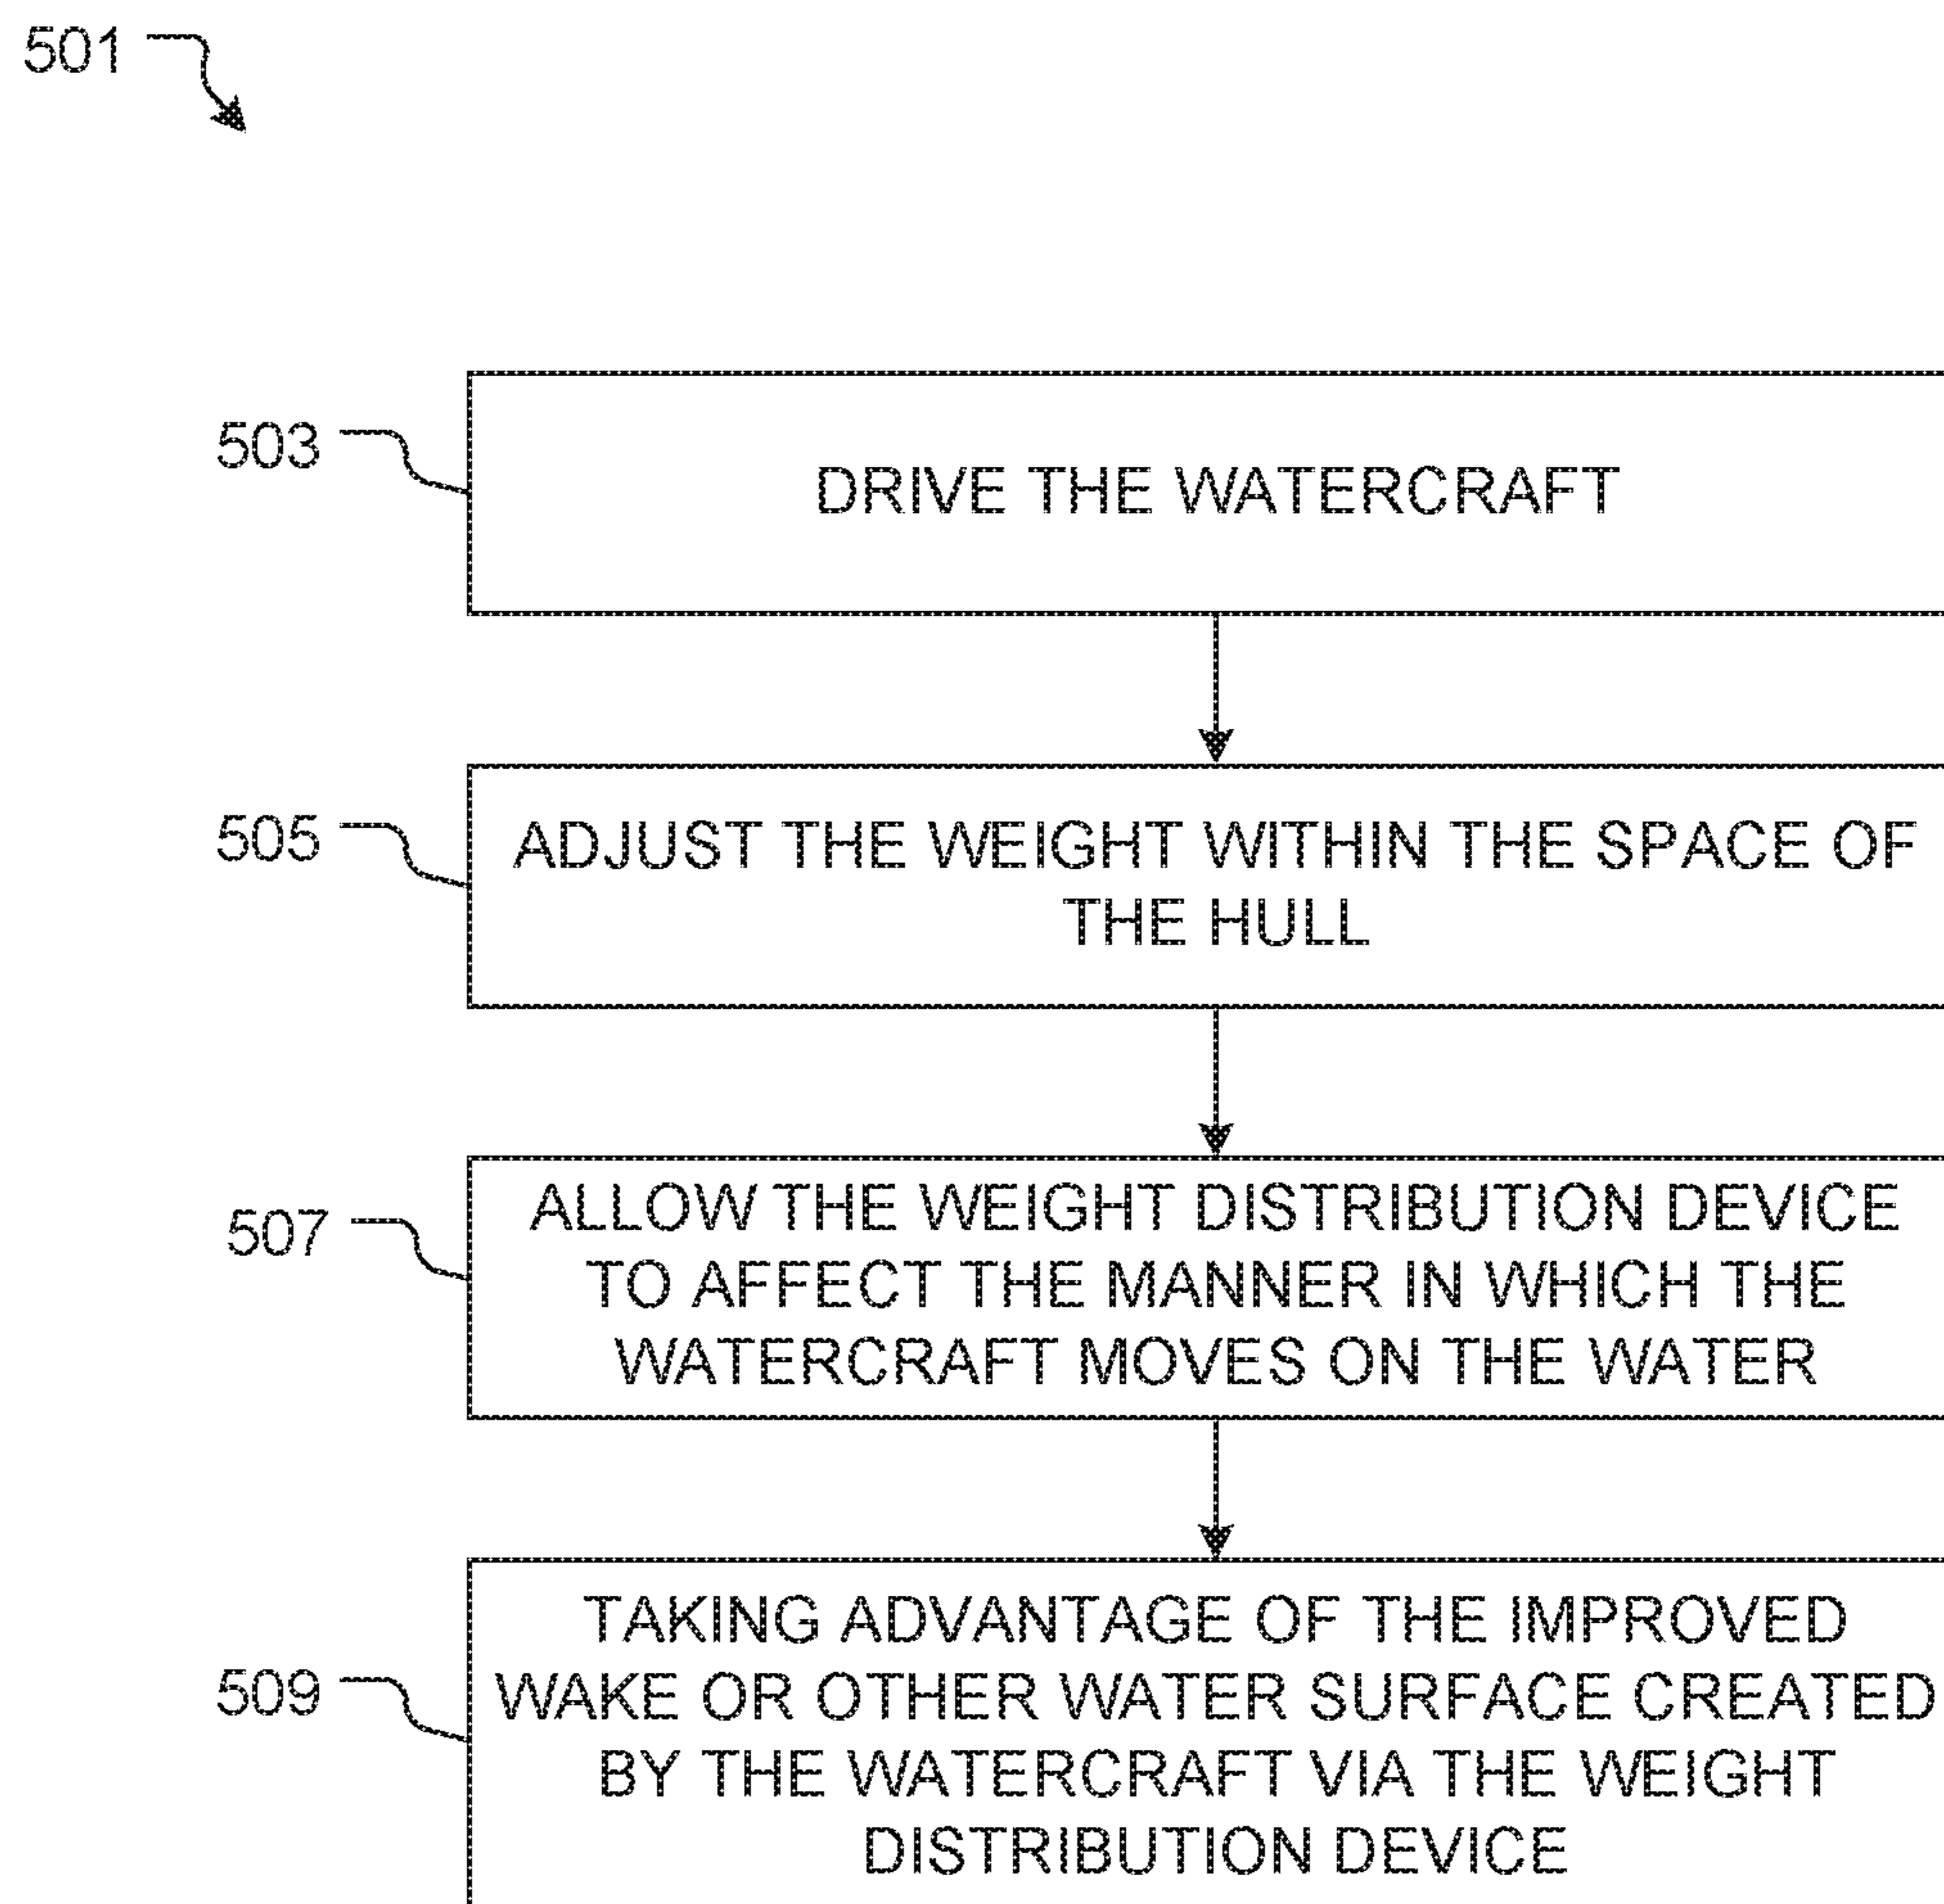 501
503
DRIVE THE WATERCRAFT
505
ADJUST THE WEIGHT WITHIN THE SPACE OF
THE HULL
507
ALLOW THE WEIGHT DISTRIBUTION DEVICE
TO AFFECT THE MANNER IN WHICH THE
WATERCRAFT MOVES ON THE WATER
509
TAKING ADVANTAGE OF THE IMPROVED
WAKE OR OTHER WATER SURFACE CREATED
BY THE WATERCRAFT VIA THE WEIGHT
DISTRIBUTION DEVICE